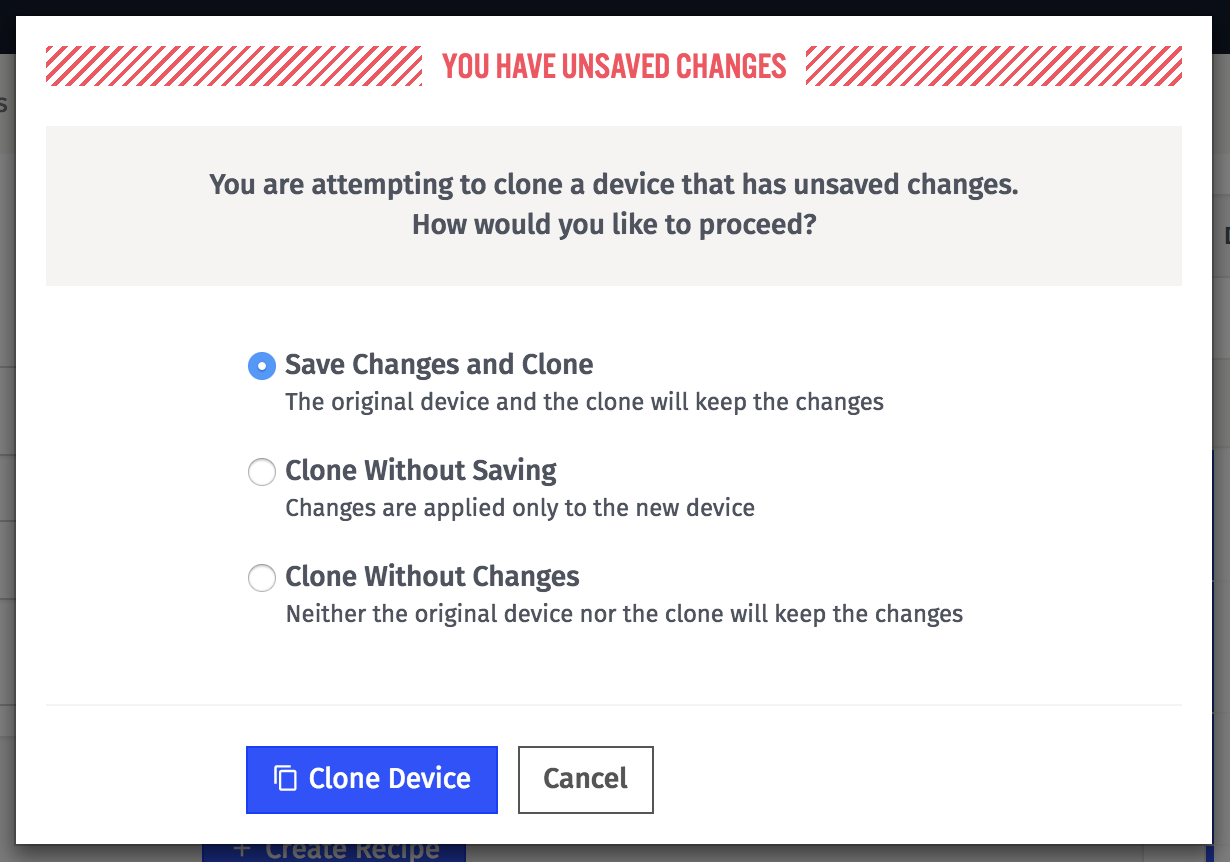 YOU HAVE UNSAVED CHANGES
You are attempting to clone a device that has unsaved changes.
How would you like to proceed?
Save Changes and Clone
The original device and the clone will keep the changes
Clone Without Saving
Changes are applied only to the new device
Clone Without Changes
Neither the original device nor the clone will keep the changes
Clone Device
Cancel
+ Create Recipe